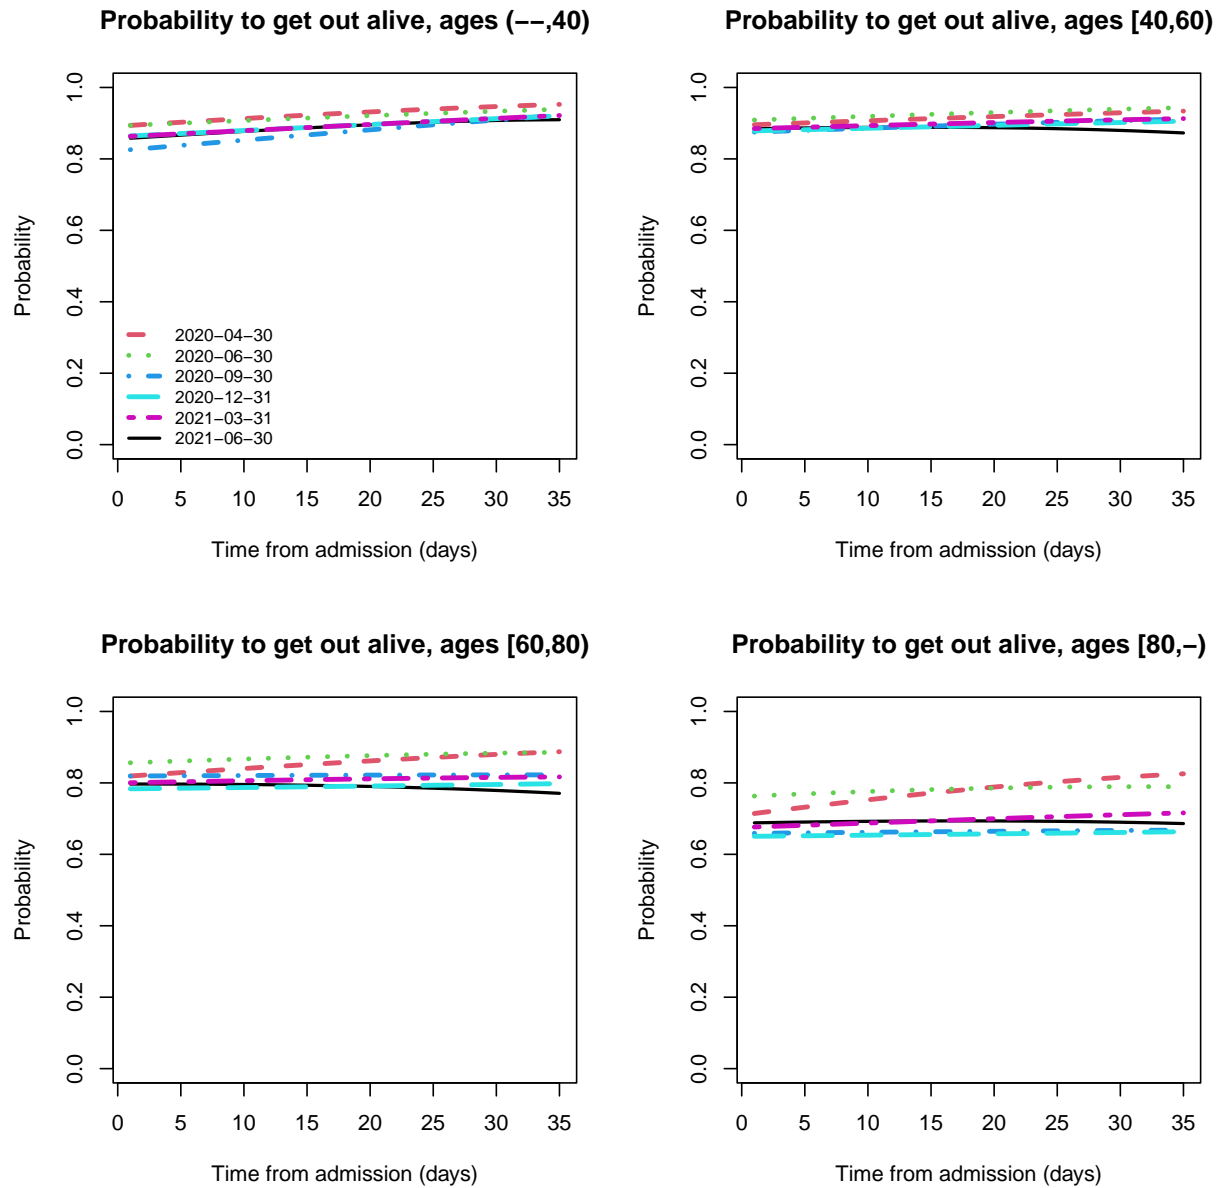 Probability to get out alive, ages (−−,40)
Probability
1.0
0.8
0.6
0.4
0.2
0.0
2020−04−30
2020−06−30
2020−09−30
2020−12−31
2021−03−31
2021−06−30
0 5 10 15 20 25 30 35
Time from admission (days)
Probability to get out alive, ages [40,60)
Probability
1.0
0.8
0.6
0.4
0.2
0.0
0 5 10 15 20 25 30 35
Time from admission (days)
Probability to get out alive, ages [60,80)
Probability
1.0
0.8
0.6
0.4
0.2
0.0
0 5 10 15 20 25 30 35
Time from admission (days)
Probability to get out alive, ages [80,−)
Probability
1.0
0.8
0.6
0.4
0.2
0.0
0 5 10 15 20 25 30 35
Time from admission (days)